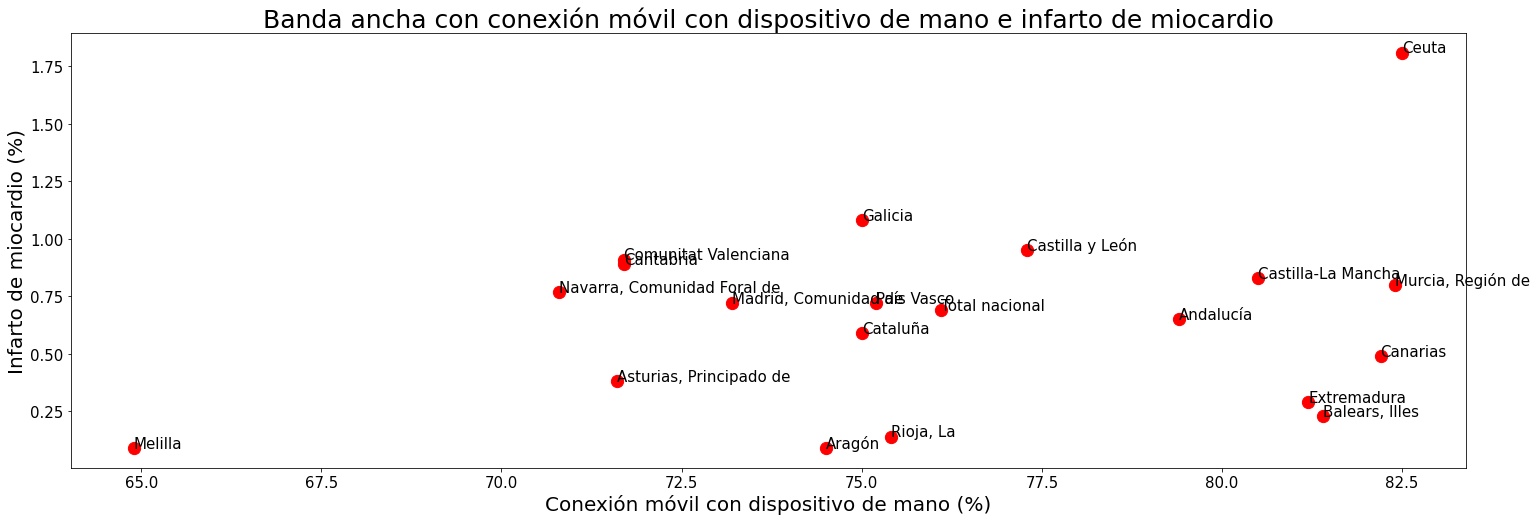 Banda ancha con conexión móvil con dispositivo de mano e infarto de miocardio
Infarto de miocardio (%)
1.75
1.50
1.25
1.00
0.75
0.50
0.25
Ceuta
Galicia
Castilla y León
Comunitat Valenciana
Cantabria
Castilla-La Mancha
Murcia, Región de
Navarra, Comunidad Foral de
Madrid, Comunidad de
País Vasco
Total nacional
Andalucía
Cataluña
Canarias
Asturias, Principado de
Extremadura
Balears, Illes
Rioja, La
Aragón
Melilla
65.0 67.5 70.0 72.5 75.0 77.5 80.0 82.5
Conexión móvil con dispositivo de mano (%)